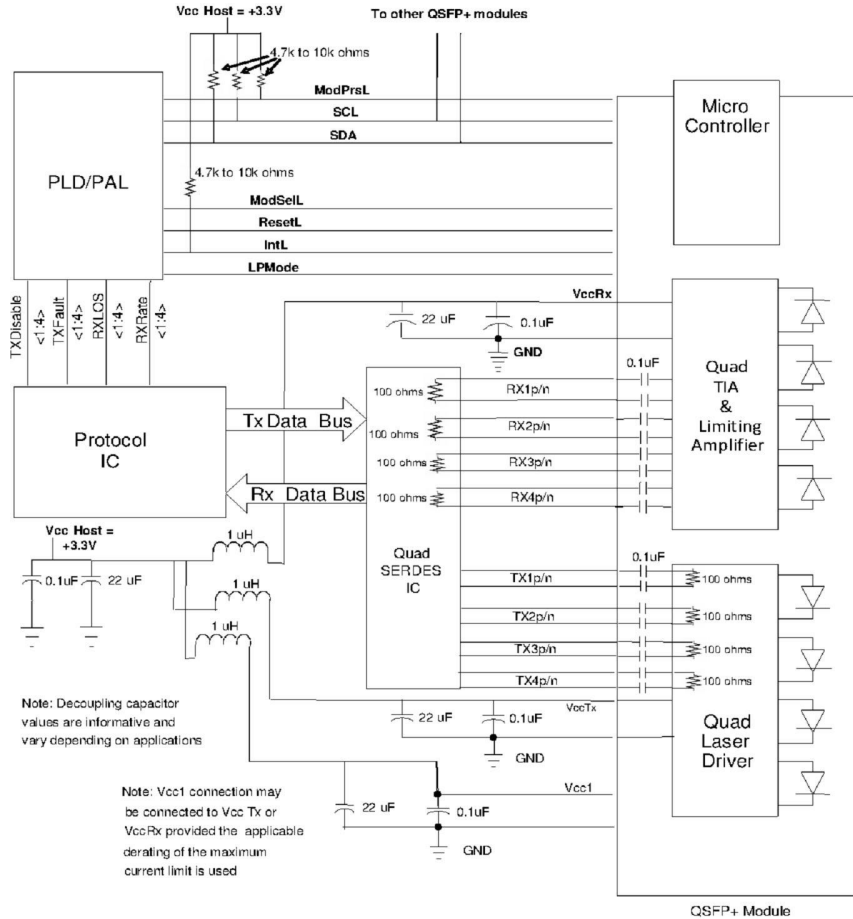 Vcc Host = +3.3V
To other QSFP+ modules
4.7k to 10k ohms
ModPrsL
SCL
SDA
Micro
Controller
PLD/PAL
4.7k to 10k ohms
ModSelL
ResetL
IntL
LPMode
TXDisable
<1:4>
TXFault
<1:4>
RXLOS
<1:4>
RXRate
<1:4>
VccRx
22 uF
0.1uF
GND
0.1uF
Quad
TIA
&
Limiting
Amplifier
100 ohms
RX1p/n
100 ohms
RX2p/n
100 ohms
RX3p/n
100 ohms
RX4p/n
Protocol
IC
Tx Data Bus
Rx Data Bus
Vcc Host =
+3.3V
0.1uF
22 uF
1 uH
1 uH
1 uH
Quad
SERDES
IC
0.1uF
TX1p/n
100 ohms
TX2p/n
100 ohms
TX3p/n
100 ohms
TX4p/n
100 ohms
Quad
Laser
Driver
VccTx
22 uF
0.1uF
GND
Note: Decoupling capacitor
values are informative and
vary depending on applications
Vcc1
22 uF
0.1uF
GND
Note: Vcc1 connection may
be connected to Vcc Tx or
VccRx provided the applicable
derating of the maximum
current limit is used
QSFP+ Module